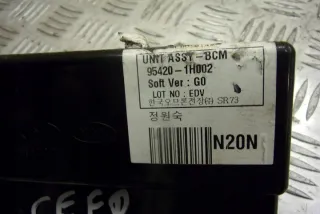 UNIT ASSY-BCM
95420-1H002
Soft Ver : G0
LOT NO : EDV
한국오므론전장㈜ SR73
정원숙
N20N